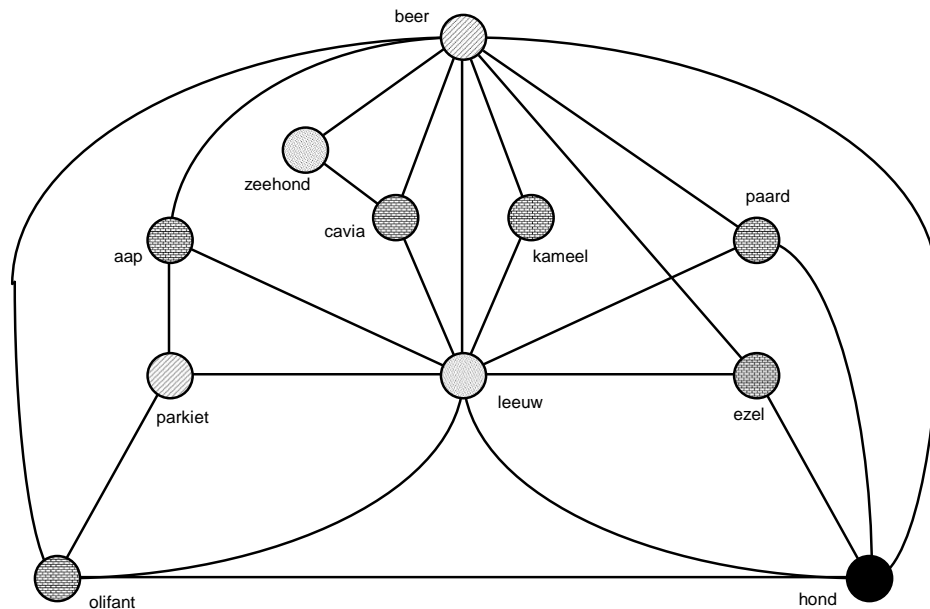 beer
zeehond
cavia
kameel
paard
aap
parkiet
leeuw
ezel
olifant
hond